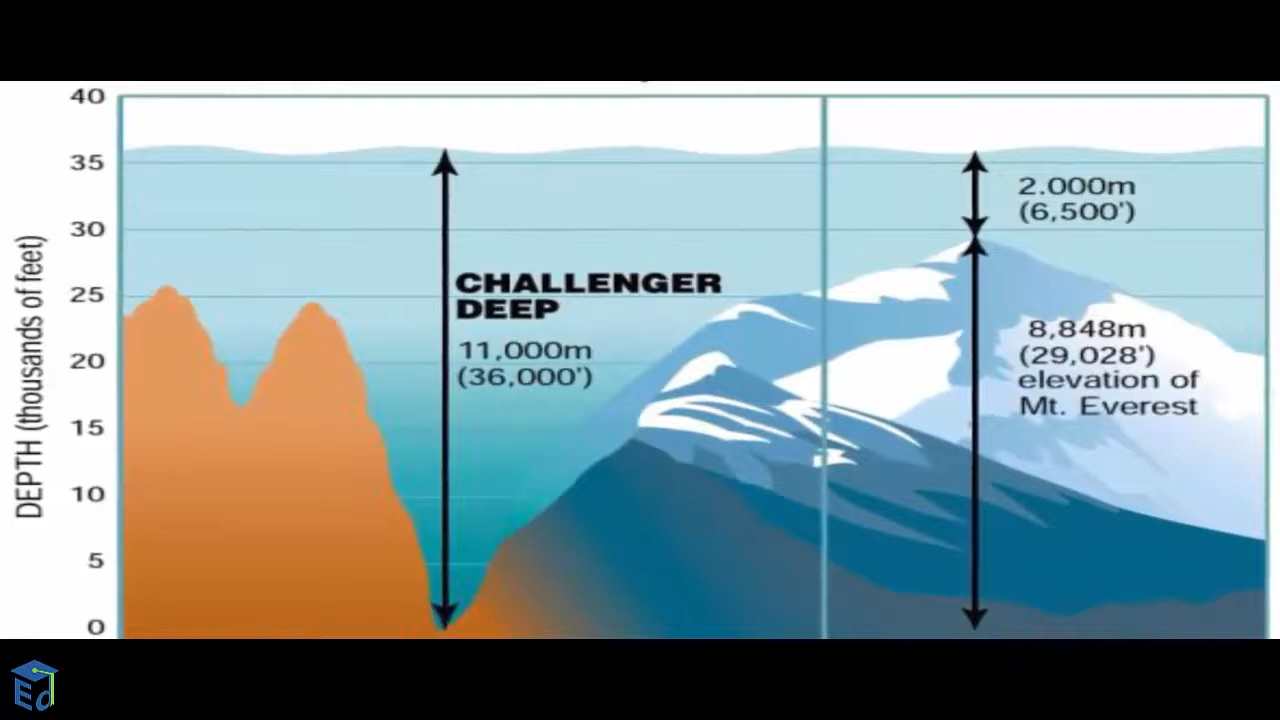 40
35
30
25
20
15
10
5
0
DEPTH (thousands of feet)
CHALLENGER
DEEP
11,000m
(36,000')
2.000m
(6,500')
8,848m
(29,028')
elevation of
Mt. Everest
Ed